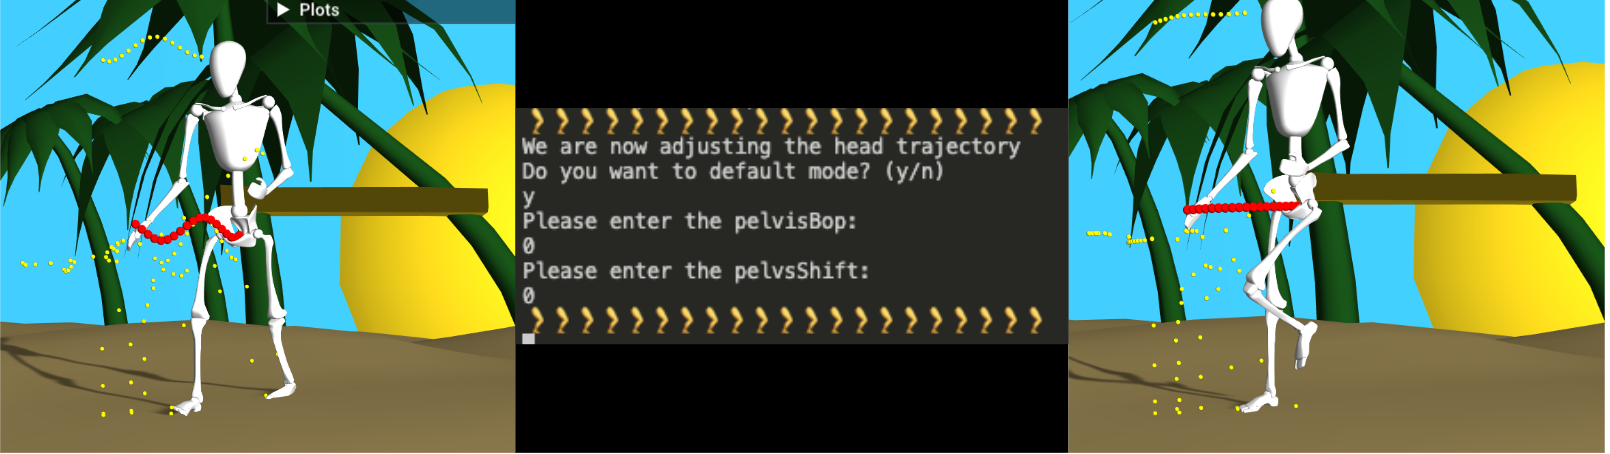 Plots
We are now adjusting the head trajectory
Do you want to default mode? (y/n)
y
Please enter the pelvisBop:
0
Please enter the pelvsShift:
0